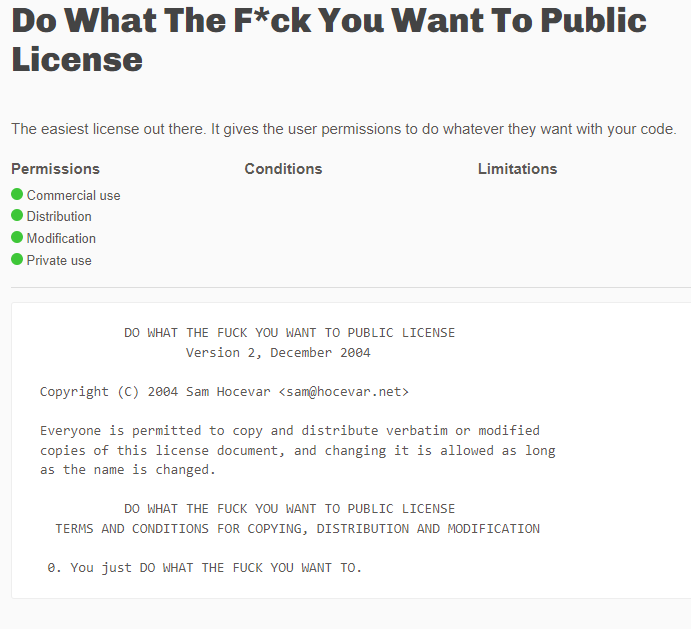 Do What The F*ck You Want To Public
License
The easiest license out there. It gives the user permissions to do whatever they want with your code.
Permissions
Conditions
Limitations
Commercial use
Distribution
Modification
Private use
DO WHAT THE FUCK YOU WANT TO PUBLIC LICENSE
Version 2, December 2004
Copyright (C) 2004 Sam Hocevar <sam@hocevar.net>
Everyone is permitted to copy and distribute verbatim or modified
copies of this license document, and changing it is allowed as long
as the name is changed.
DO WHAT THE FUCK YOU WANT TO PUBLIC LICENSE
TERMS AND CONDITIONS FOR COPYING, DISTRIBUTION AND MODIFICATION
0. You just DO WHAT THE FUCK YOU WANT TO.